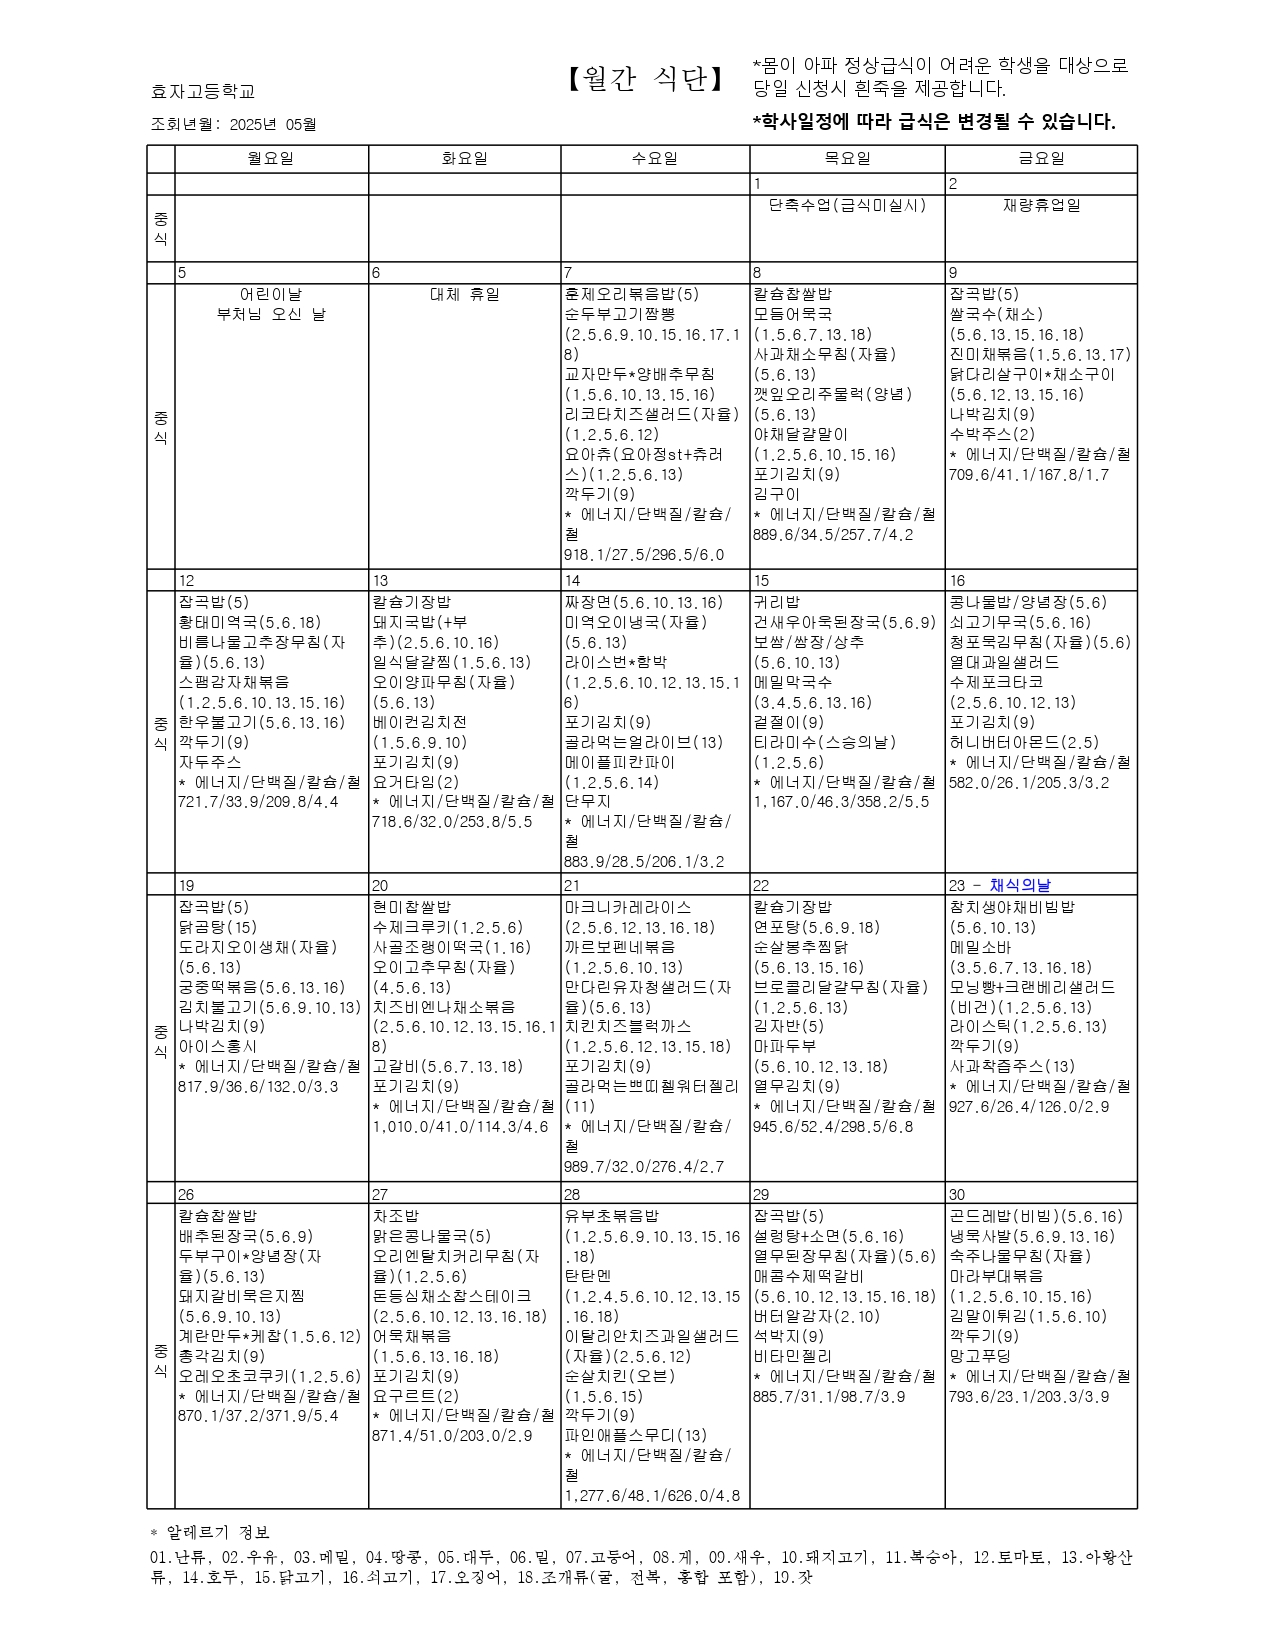 효자고등학교
【월간 식단】
*몸이 아파 정상급식이 어려운 학생을 대상으로
당일 신청시 흰죽을 제공합니다.
조회년월: 2025년 05월
*학사일정에 따라 급식은 변경될 수 있습니다.
월요일 화요일 수요일 목요일 금요일
1 2
중식
단축수업(급식미실시)
재량휴업일
5 6 7 8 9
중식
어린이날
부처님 오신 날
대체 휴일
훈제오리볶음밥(5)
순두부고기짬뽕
(2.5.6.9.10.15.16.17.1
8)
교자만두*양배추무침
(1.5.6.10.13.15.16)
리코타치즈샐러드(자율)
(1.2.5.6.12)
요아츄(요아정st+츄러
스)(1.2.5.6.13)
깍두기(9)
* 에너지/단백질/칼슘/
철
918.1/27.5/296.5/6.0
칼슘찹쌀밥
모듬어묵국
(1.5.6.7.13.18)
사과채소무침(자율)
(5.6.13)
깻잎오리주물럭(양념)
(5.6.13)
야채달걀말이
(1.2.5.6.10.15.16)
포기김치(9)
김구이
* 에너지/단백질/칼슘/철
889.6/34.5/257.7/4.2
잡곡밥(5)
쌀국수(채소)
(5.6.13.15.16.18)
진미채볶음(1.5.6.13.17)
닭다리살구이*채소구이
(5.6.12.13.15.16)
나박김치(9)
수박주스(2)
* 에너지/단백질/칼슘/철
709.6/41.1/167.8/1.7
12 13 14 15 16
중식
잡곡밥(5)
황태미역국(5.6.18)
비름나물고추장무침(자
율)(5.6.13)
스팸감자채볶음
(1.2.5.6.10.13.15.16)
한우불고기(5.6.13.16)
깍두기(9)
자두주스
* 에너지/단백질/칼슘/철
721.7/33.9/209.8/4.4
칼슘기장밥
돼지국밥(+부
추)(2.5.6.10.16)
일식달걀찜(1.5.6.13)
오이양파무침(자율)
(5.6.13)
베이컨김치전
(1.5.6.9.10)
포기김치(9)
요거타임(2)
* 에너지/단백질/칼슘/철
718.6/32.0/253.8/5.5
짜장면(5.6.10.13.16)
미역오이냉국(자율)
(5.6.13)
라이스번*함박
(1.2.5.6.10.12.13.15.1
6)
포기김치(9)
골라먹는얼라이브(13)
메이플피칸파이
(1.2.5.6.14)
단무지
* 에너지/단백질/칼슘/
철
883.9/28.5/206.1/3.2
귀리밥
건새우아욱된장국(5.6.9)
보쌈/쌈장/상추
(5.6.10.13)
메밀막국수
(3.4.5.6.13.16)
겉절이(9)
티라미수(스승의날)
(1.2.5.6)
* 에너지/단백질/칼슘/철
1,167.0/46.3/358.2/5.5
콩나물밥/양념장(5.6)
쇠고기무국(5.6.16)
청포묵김무침(자율)(5.6)
열대과일샐러드
수제포크타코
(2.5.6.10.12.13)
포기김치(9)
허니버터아몬드(2.5)
* 에너지/단백질/칼슘/철
582.0/26.1/205.3/3.2
19 20 21 22 23 - 채식의날
중식
잡곡밥(5)
닭곰탕(15)
도라지오이생채(자율)
(5.6.13)
궁중떡볶음(5.6.13.16)
김치불고기(5.6.9.10.13)
나박김치(9)
아이스홍시
* 에너지/단백질/칼슘/철
817.9/36.6/132.0/3.3
현미찹쌀밥
수제크루키(1.2.5.6)
사골조랭이떡국(1.16)
오이고추무침(자율)
(4.5.6.13)
치즈비엔나채소볶음
(2.5.6.10.12.13.15.16.1
8)
고갈비(5.6.7.13.18)
포기김치(9)
* 에너지/단백질/칼슘/철
1,010.0/41.0/114.3/4.6
마크니카레라이스
(2.5.6.12.13.16.18)
까르보펜네볶음
(1.2.5.6.10.13)
만다린유자청샐러드(자
율)(5.6.13)
치킨치즈블럭까스
(1.2.5.6.12.13.15.18)
포기김치(9)
골라먹는쁘띠첼워터젤리
(11)
* 에너지/단백질/칼슘/
철
989.7/32.0/276.4/2.7
칼슘기장밥
연포탕(5.6.9.18)
순살봉추찜닭
(5.6.13.15.16)
브로콜리달걀무침(자율)
(1.2.5.6.13)
김자반(5)
마파두부
(5.6.10.12.13.18)
열무김치(9)
* 에너지/단백질/칼슘/철
945.6/52.4/298.5/6.8
참치생야채비빔밥
(5.6.10.13)
메밀소바
(3.5.6.7.13.16.18)
모닝빵+크랜베리샐러드
(비건)(1.2.5.6.13)
라이스틱(1.2.5.6.13)
깍두기(9)
사과착즙주스(13)
* 에너지/단백질/칼슘/철
927.6/26.4/126.0/2.9
26 27 28 29 30
중식
칼슘찹쌀밥
배추된장국(5.6.9)
두부구이*양념장(자
율)(5.6.13)
돼지갈비묵은지찜
(5.6.9.10.13)
계란만두*케찹(1.5.6.12)
총각김치(9)
오레오초코쿠키(1.2.5.6)
* 에너지/단백질/칼슘/철
870.1/37.2/371.9/5.4
차조밥
맑은콩나물국(5)
오리엔탈치커리무침(자
율)(1.2.5.6)
돈등심채소찹스테이크
(2.5.6.10.12.13.16.18)
어묵채볶음
(1.5.6.13.16.18)
포기김치(9)
요구르트(2)
* 에너지/단백질/칼슘/철
871.4/51.0/203.0/2.9
유부초볶음밥
(1.2.5.6.9.10.13.15.16
.18)
탄탄멘
(1.2.4.5.6.10.12.13.15
.16.18)
이탈리안치즈과일샐러드
(자율)(2.5.6.12)
순살치킨(오븐)
(1.5.6.15)
깍두기(9)
파인애플스무디(13)
* 에너지/단백질/칼슘/
철
1,277.6/48.1/626.0/4.8
잡곡밥(5)
설렁탕+소면(5.6.16)
열무된장무침(자율)(5.6)
매콤수제떡갈비
(5.6.10.12.13.15.16.18)
버터알감자(2.10)
석박지(9)
비타민젤리
* 에너지/단백질/칼슘/철
885.7/31.1/98.7/3.9
곤드레밥(비빔)(5.6.16)
냉묵사발(5.6.9.13.16)
숙주나물무침(자율)
마라부대볶음
(1.2.5.6.10.15.16)
김말이튀김(1.5.6.10)
깍두기(9)
망고푸딩
* 에너지/단백질/칼슘/철
793.6/23.1/203.3/3.9
* 알레르기 정보
01.난류, 02.우유, 03.메밀, 04.땅콩, 05.대두, 06.밀, 07.고등어, 08.게, 09.새우, 10.돼지고기, 11.복숭아, 12.토마토, 13.아황산
류, 14.호두, 15.닭고기, 16.쇠고기, 17.오징어, 18.조개류(굴, 전복, 홍합 포함), 19.잣